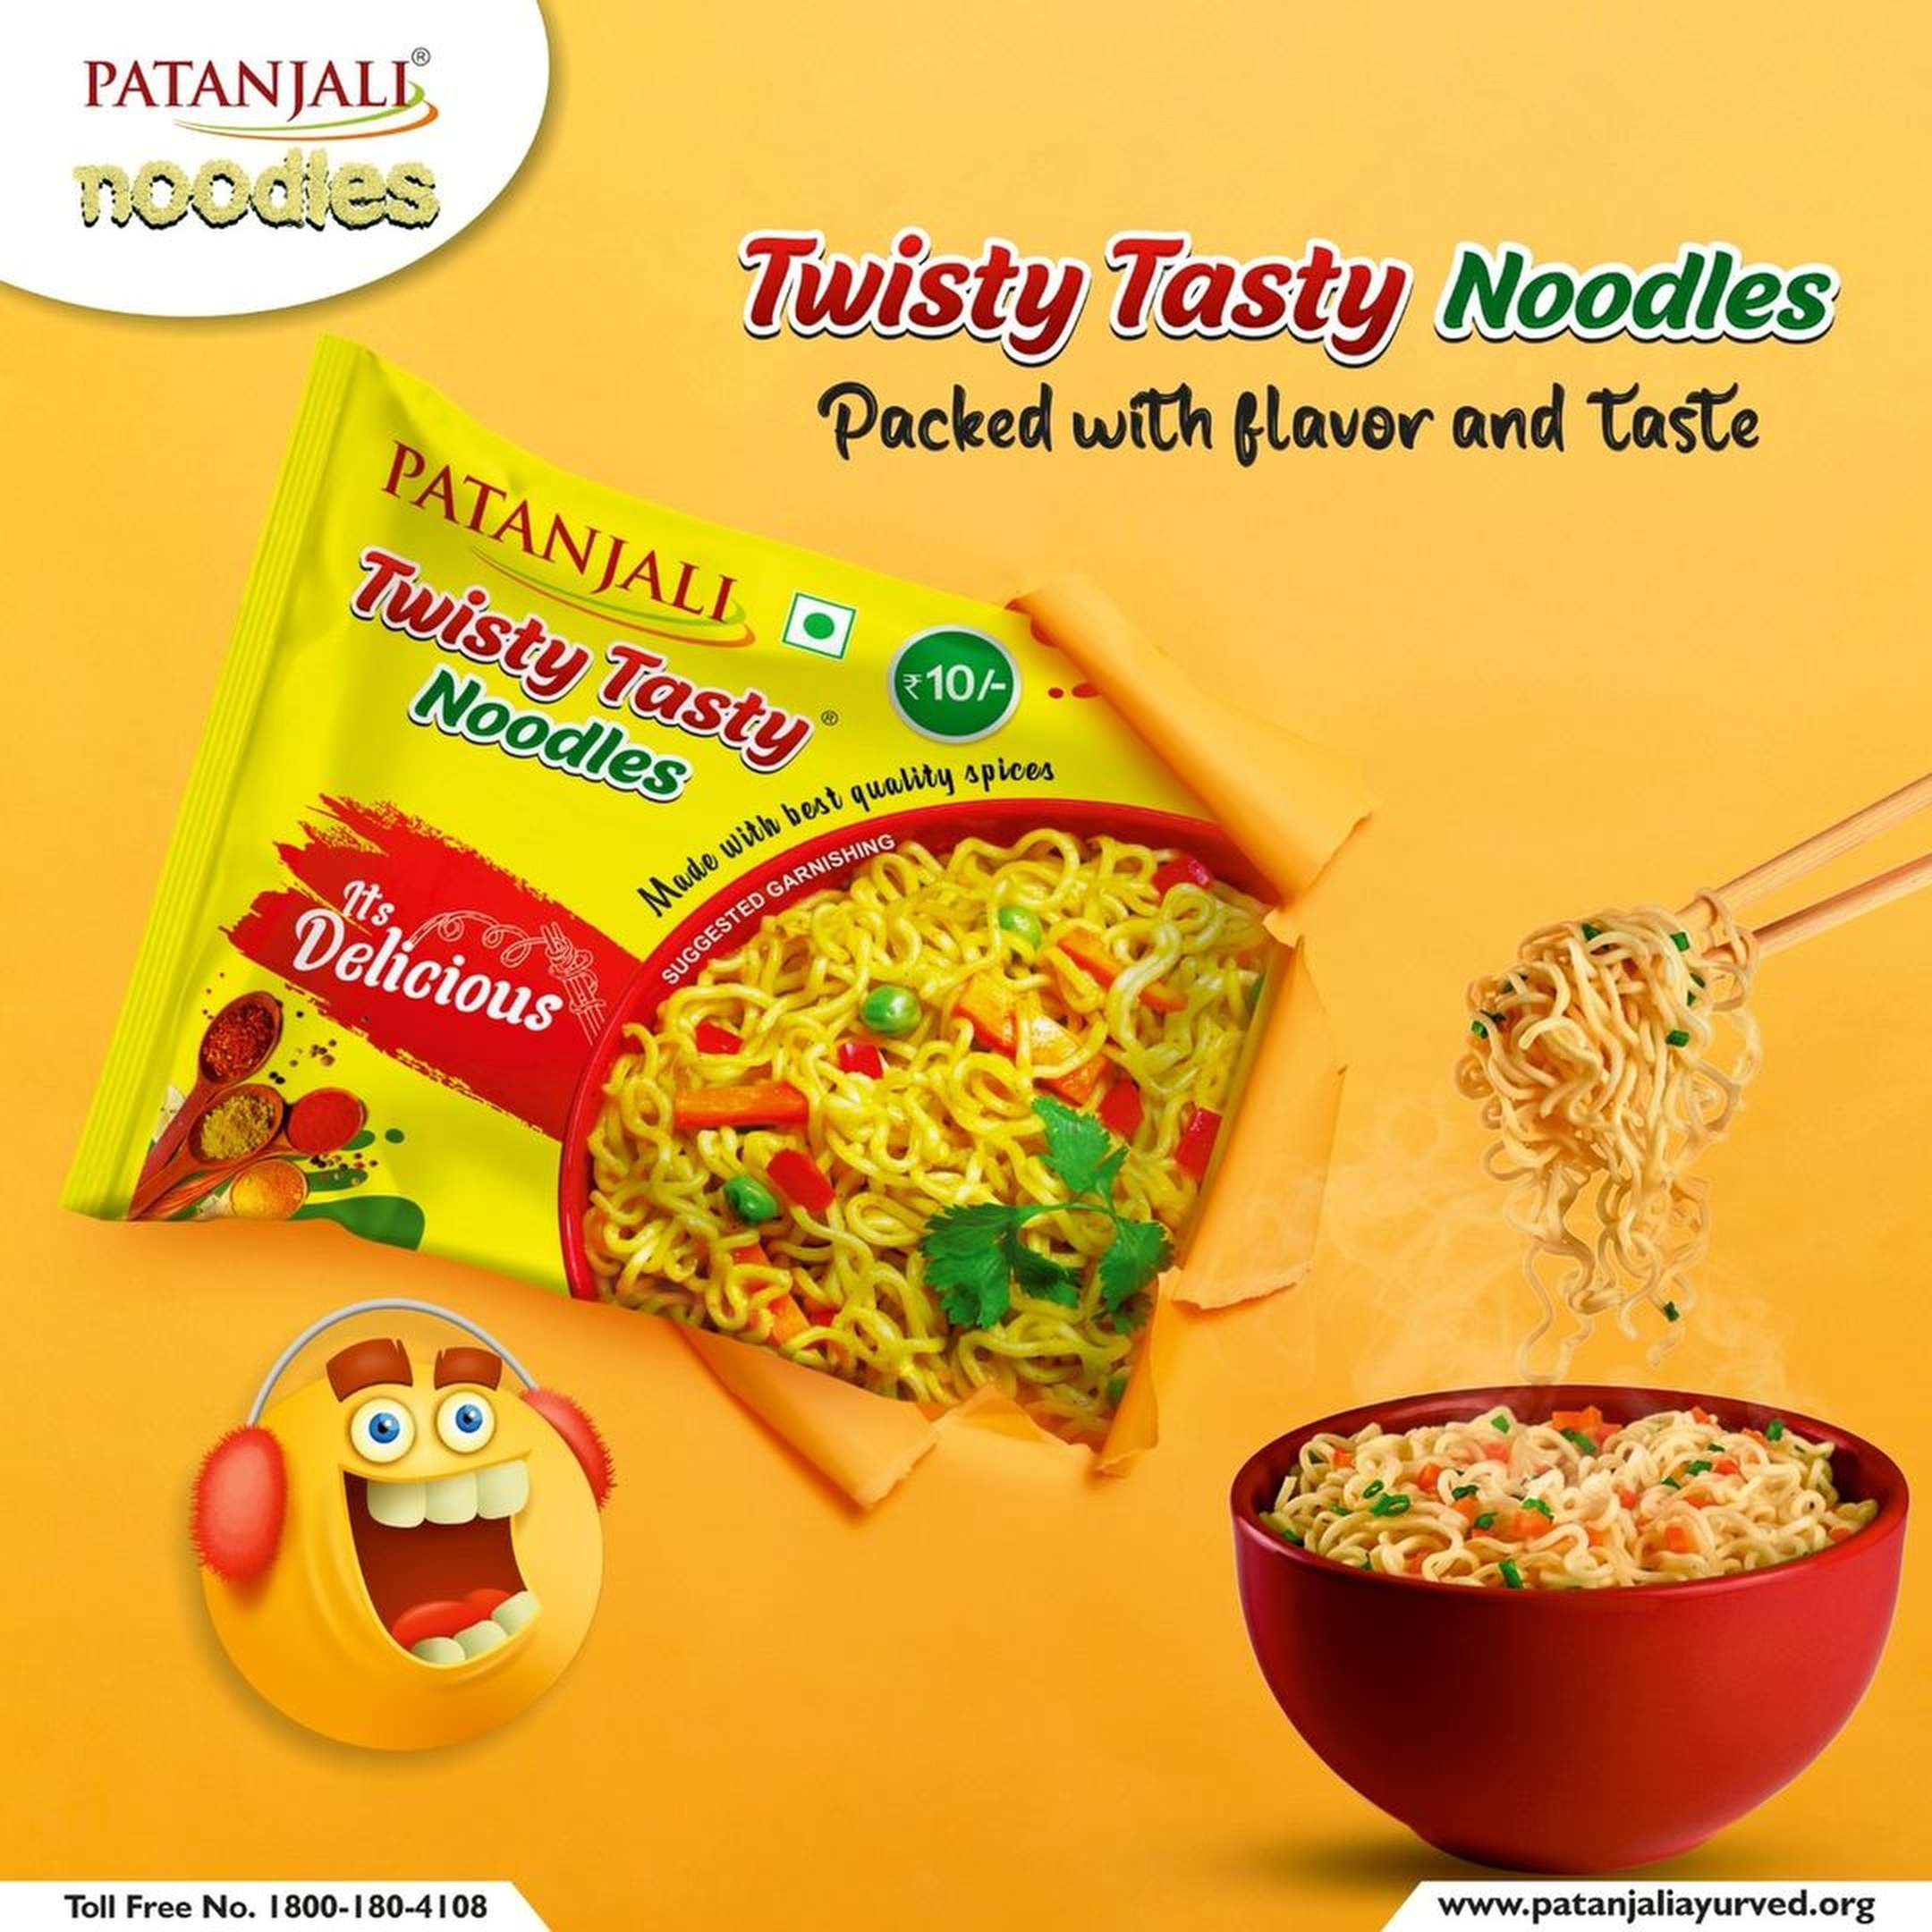 PATANJALI®
noodles
Twisty Tasty Noodles
Packed with flavor and taste
PATANJALI
Twisty Tasty®
Noodles
₹10/-
Made with best quality spices
SUGGESTED GARNISHING
It's
Delicious
Toll Free No. 1800-180-4108
www.patanjaliayurved.org